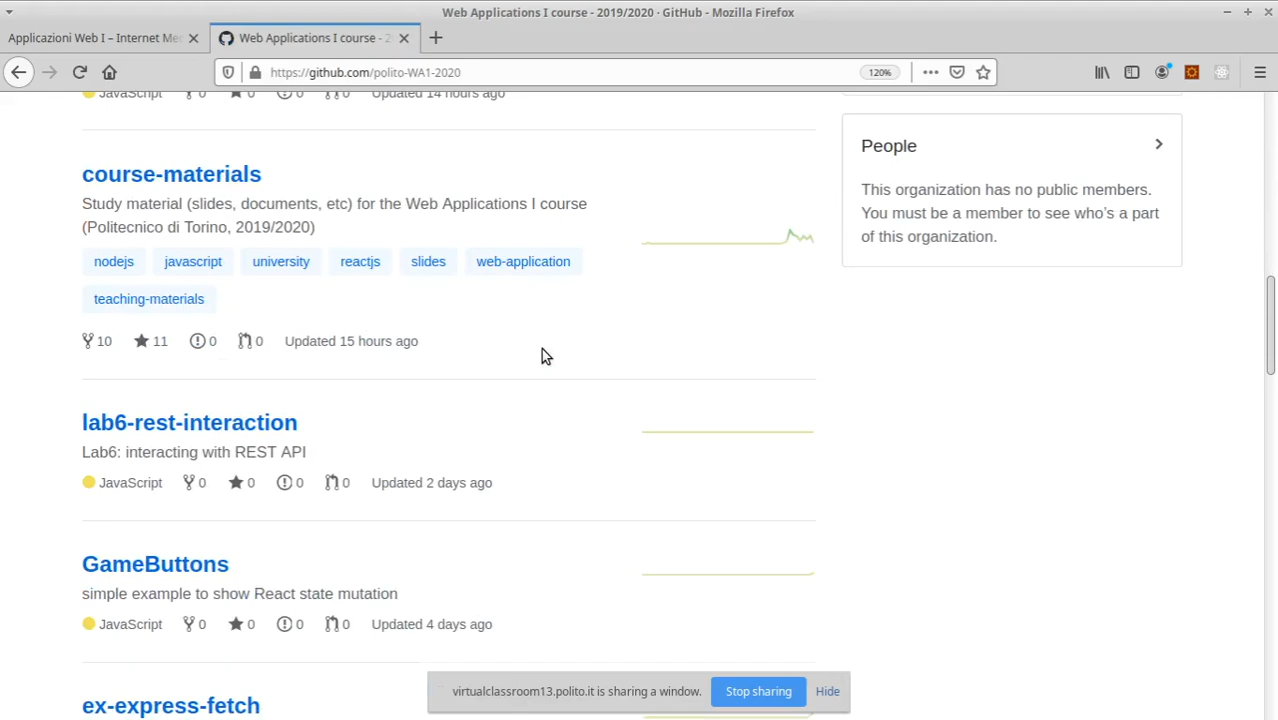 Web Applications I course - 2019/2020 · GitHub - Mozilla Firefox
Applicazioni Web I – Internet Me
Web Applications I course - 2
https://github.com/polito-WA1-2020
120%
JavaScript 0 0 0 0 Updated 14 hours ago
course-materials
Study material (slides, documents, etc) for the Web Applications I course
(Politecnico di Torino, 2019/2020)
nodejs javascript university reactjs slides web-application
teaching-materials
10 11 0 0 Updated 15 hours ago
lab6-rest-interaction
Lab6: interacting with REST API
JavaScript 0 0 0 0 Updated 2 days ago
GameButtons
simple example to show React state mutation
JavaScript 0 0 0 0 Updated 4 days ago
ex-express-fetch
People
This organization has no public members.
You must be a member to see who’s a part
of this organization.
virtualclassroom13.polito.it is sharing a window.
Stop sharing
Hide